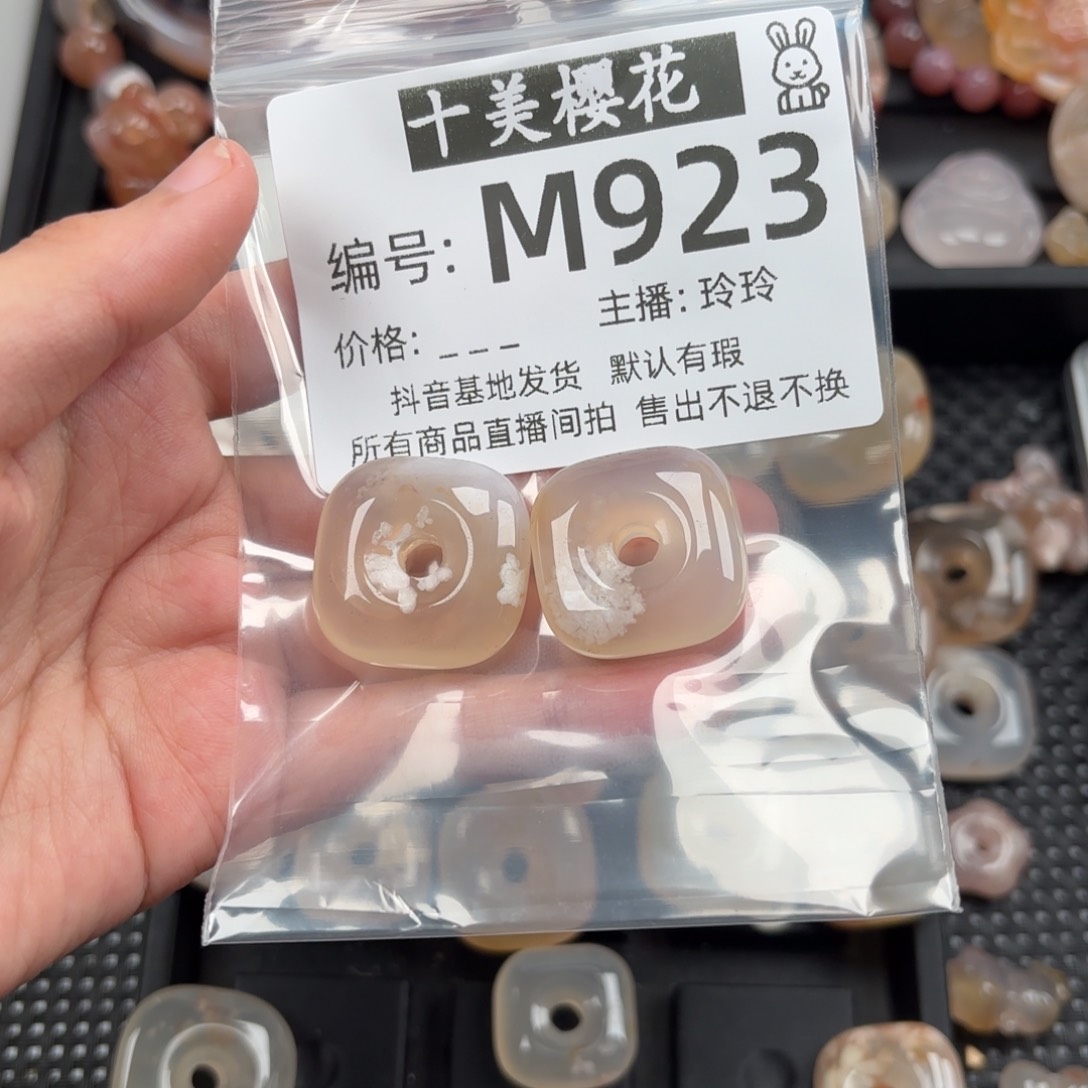 十美樱花
编号: M923
价格: _ _ _ 主播: 玲玲
抖音基地发货 默认有瑕
所有商品直播间拍 售出不退不换